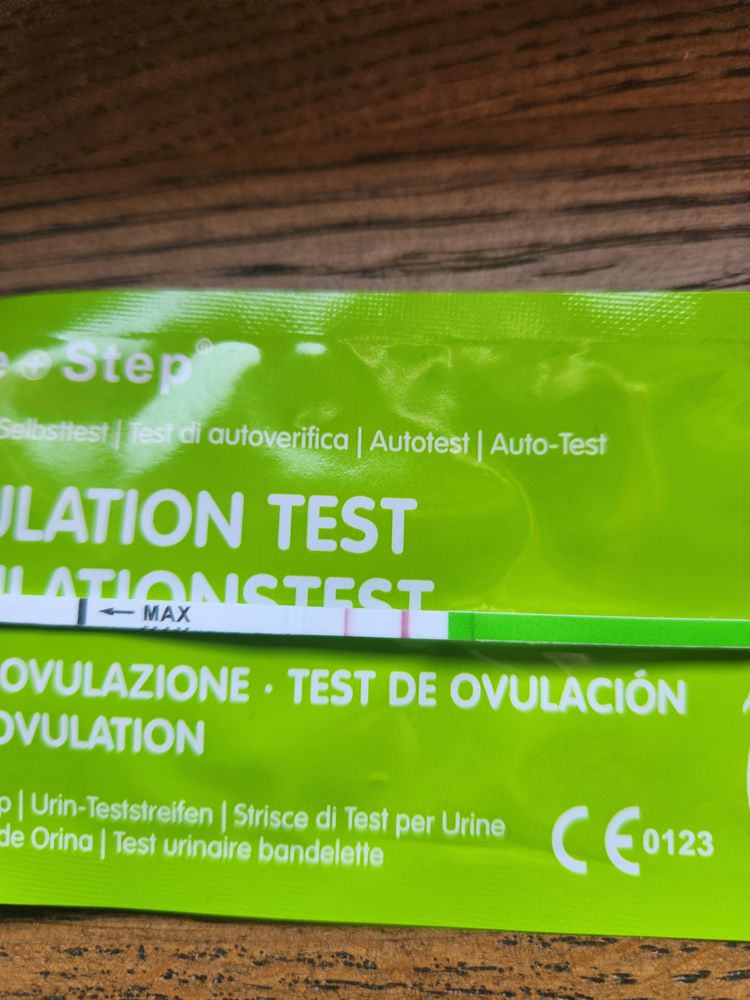 e + Step®
Selbsttest | Test di autoverifica | Autotest | Auto-Test
ULATION TEST
ULATIONSTEST
← MAX
OVULAZIONE · TEST DE OVULACIÓN
OVULATION
p | Urin-Teststreifen | Strisce di Test per Urine
de Orina | Test urinaire bandelette
CE 0123